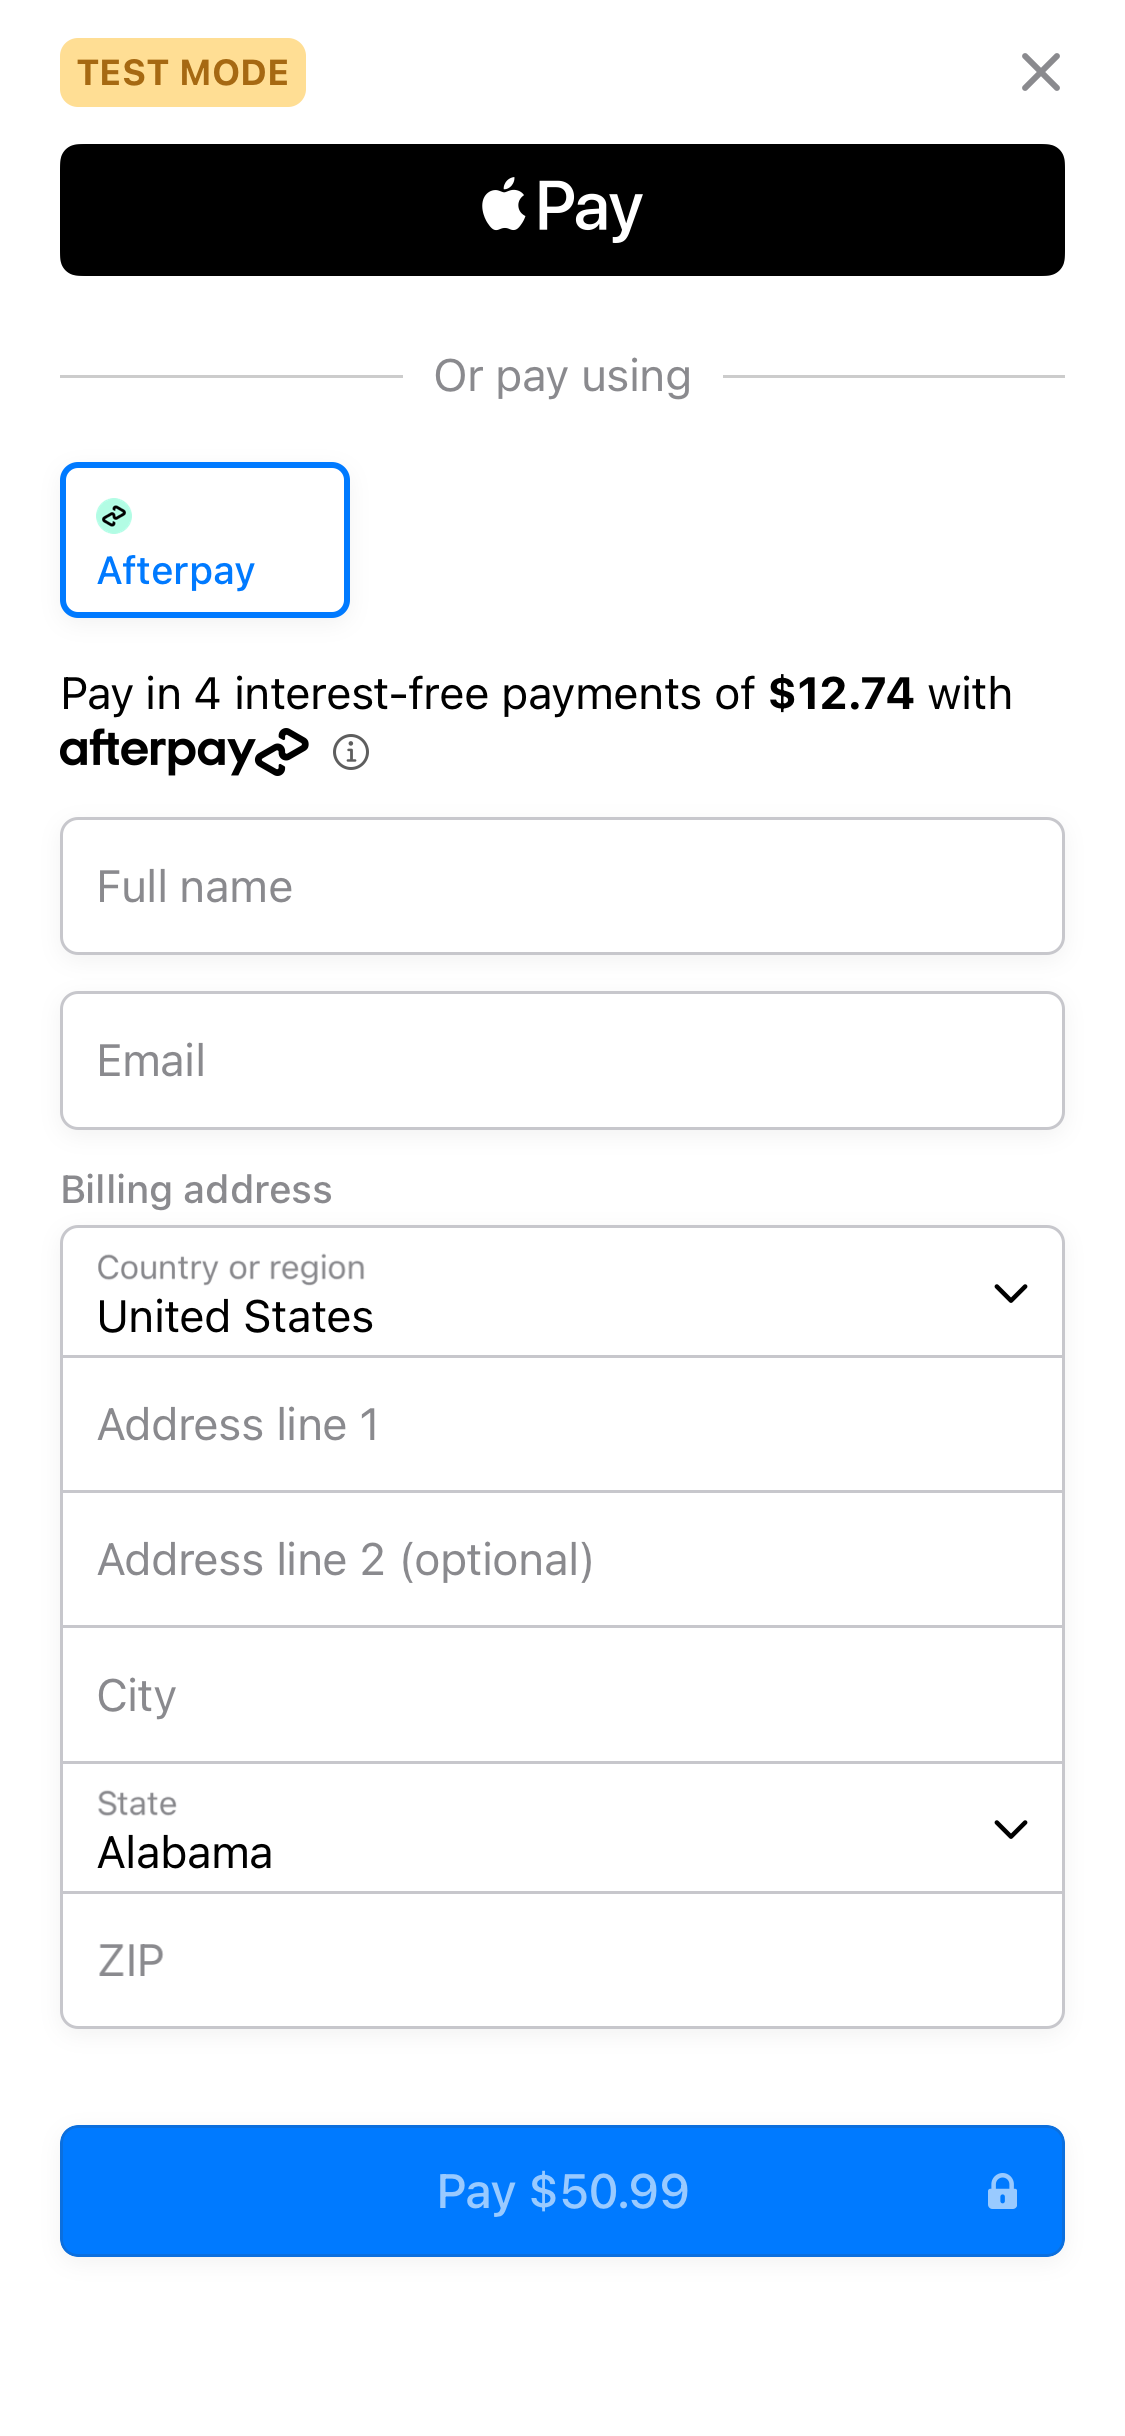 TEST MODE
Pay
Or pay using
Afterpay
Pay in 4 interest-free payments of $12.74 with
afterpay
Full name
Email
Billing address
Country or region
United States
Address line 1
Address line 2 (optional)
City
State
Alabama
ZIP
Pay $50.99